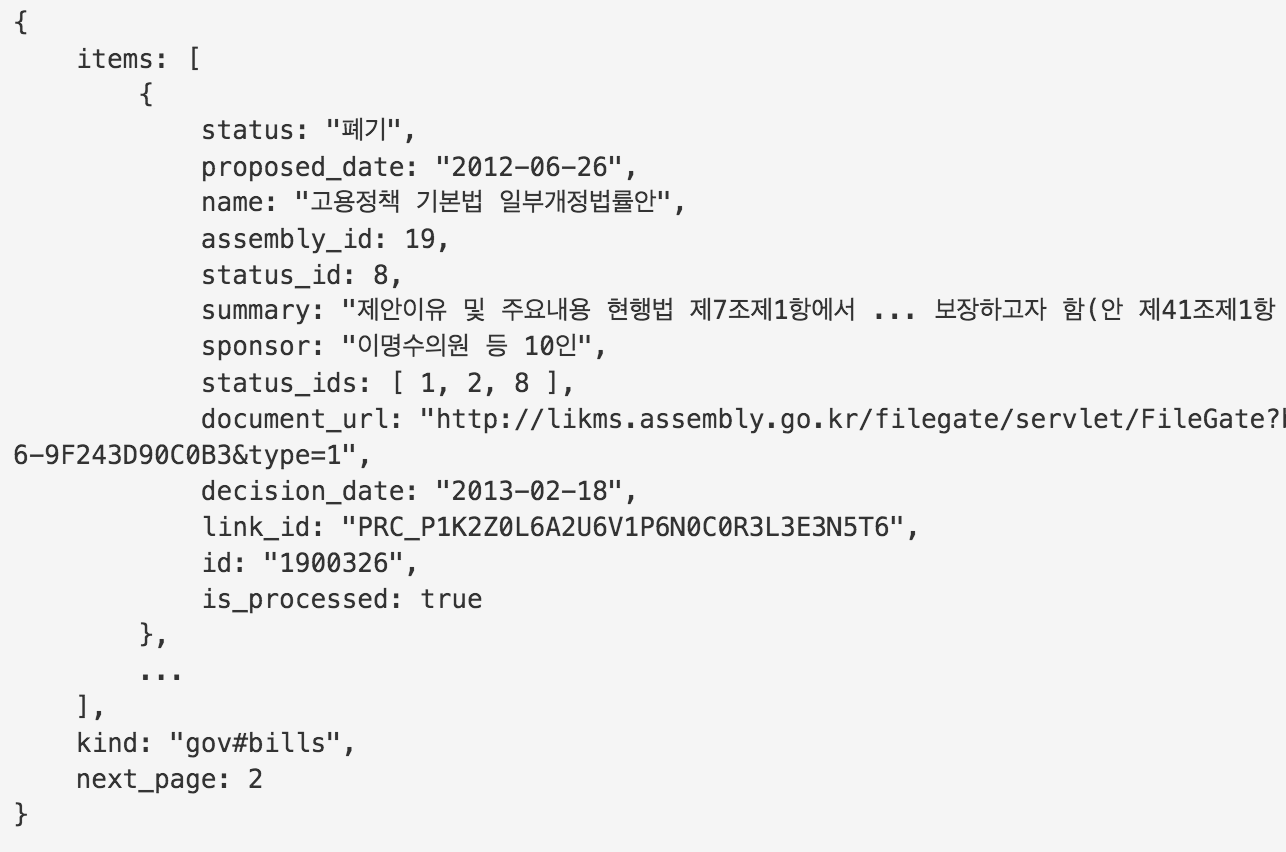 {
items: [
{
status: "폐기",
proposed_date: "2012-06-26",
name: "고용정책 기본법 일부개정법률안",
assembly_id: 19,
status_id: 8,
summary: "제안이유 및 주요내용 현행법 제7조제1항에서 ... 보장하고자 함(안 제41조제1항
sponsor: "이명수의원 등 10인",
status_ids: [ 1, 2, 8 ],
document_url: "http://likms.assembly.go.kr/filegate/servlet/FileGate?
6-9F243D90C0B3&type=1",
decision_date: "2013-02-18",
link_id: "PRC_P1K2Z0L6A2U6V1P6N0C0R3L3E3N5T6",
id: "1900326",
is_processed: true
},
...
],
kind: "gov#bills",
next_page: 2
}